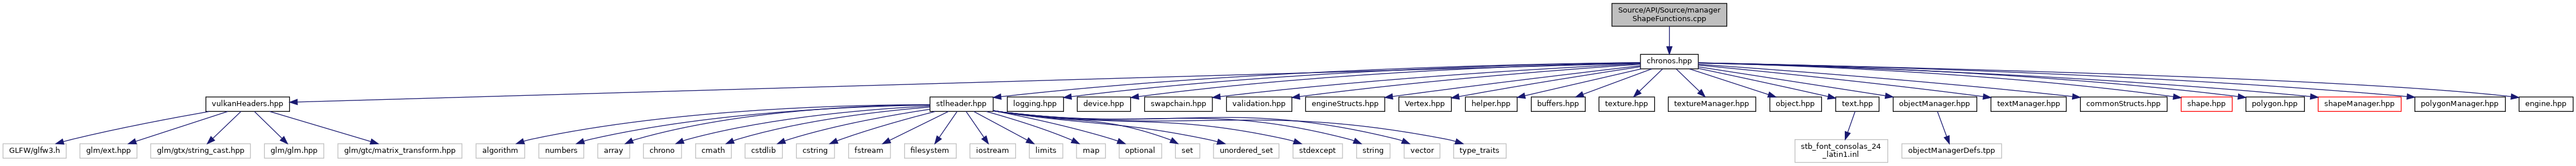 Source/API/Source/manager
ShapeFunctions.cpp
chronos.hpp
vulkanHeaders.hpp
stlheader.hpp
logging.hpp
device.hpp
swapchain.hpp
validation.hpp
engineStructs.hpp
Vertex.hpp
helper.hpp
buffers.hpp
texture.hpp
textureManager.hpp
object.hpp
text.hpp
objectManager.hpp
textManager.hpp
commonStructs.hpp
shape.hpp
polygon.hpp
shapeManager.hpp
polygonManager.hpp
engine.hpp
GLFW/glfw3.h
glm/ext.hpp
glm/gtx/string_cast.hpp
glm/glm.hpp
glm/gtc/matrix_transform.hpp
algorithm
numbers
array
chrono
cmath
cstdlib
cstring
fstream
filesystem
iostream
limits
map
optional
set
unordered_set
stdexcept
string
vector
type_traits
stb_font_consolas_24
_latin1.inl
objectManagerDefs.tpp